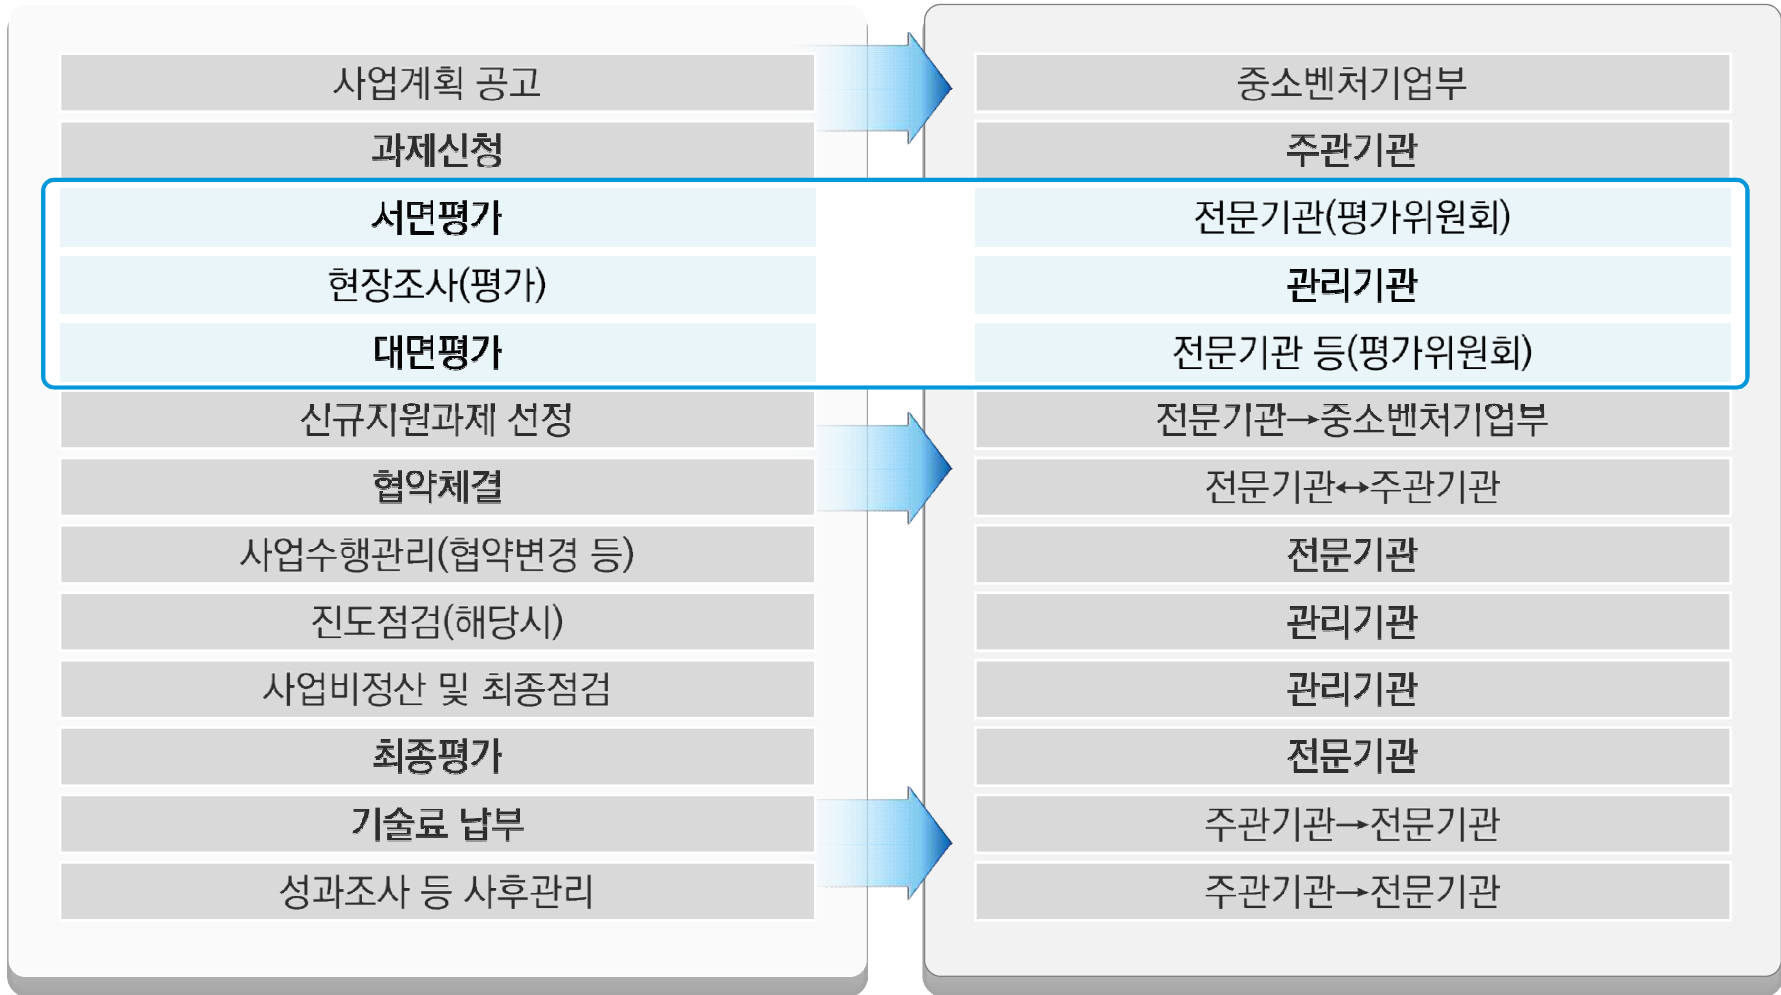 사업계획 공고
중소벤처기업부
과제신청
주관기관
서면평가
전문기관(평가위원회)
현장조사(평가)
관리기관
대면평가
전문기관 등(평가위원회)
신규지원과제 선정
전문기관→중소벤처기업부
협약체결
전문기관↔주관기관
사업수행관리(협약변경 등)
전문기관
진도점검(해당시)
관리기관
사업비정산 및 최종점검
관리기관
최종평가
전문기관
기술료 납부
주관기관→전문기관
성과조사 등 사후관리
주관기관→전문기관